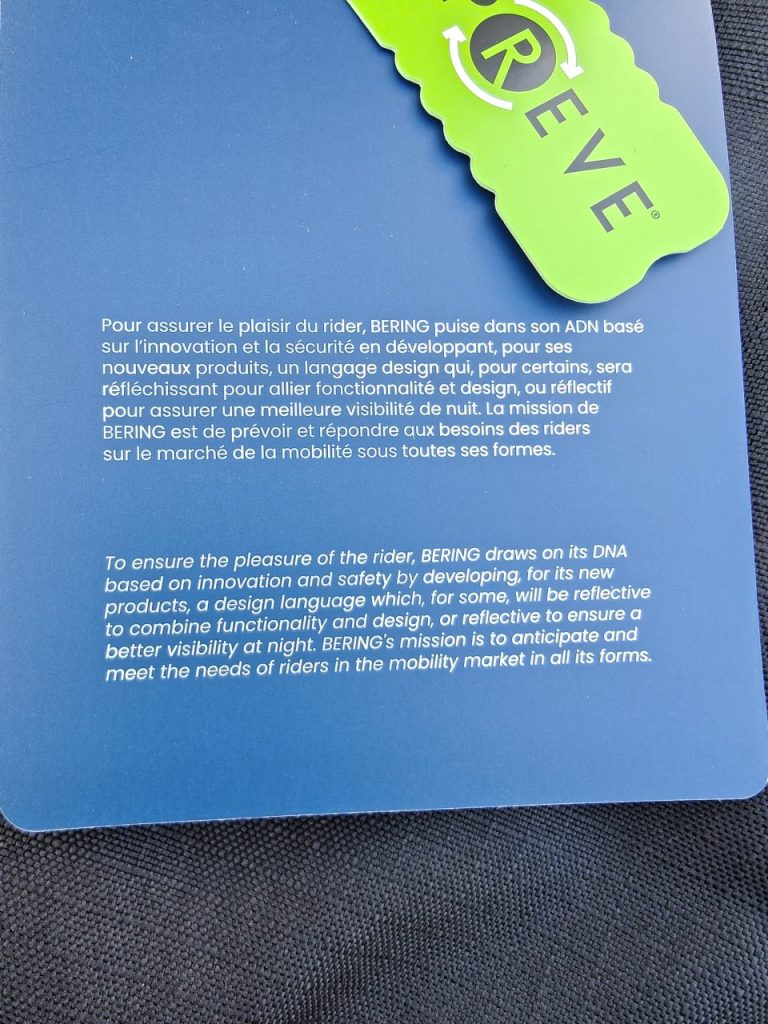 REVE®
Pour assurer le plaisir du rider, BERING puise dans son ADN basé
sur l'innovation et la sécurité en développant, pour ses
nouveaux produits, un langage design qui, pour certains, sera
réfléchissant pour allier fonctionnalité et design, ou réflectif
pour assurer une meilleure visibilité de nuit. La mission de
BERING est de prévoir et répondre aux besoins des riders
sur le marché de la mobilité sous toutes ses formes.
To ensure the pleasure of the rider, BERING draws on its DNA
based on innovation and safety by developing, for its new
products, a design language which, for some, will be reflective
to combine functionality and design, or reflective to ensure a
better visibility at night. BERING's mission is to anticipate and
meet the needs of riders in the mobility market in all its forms.